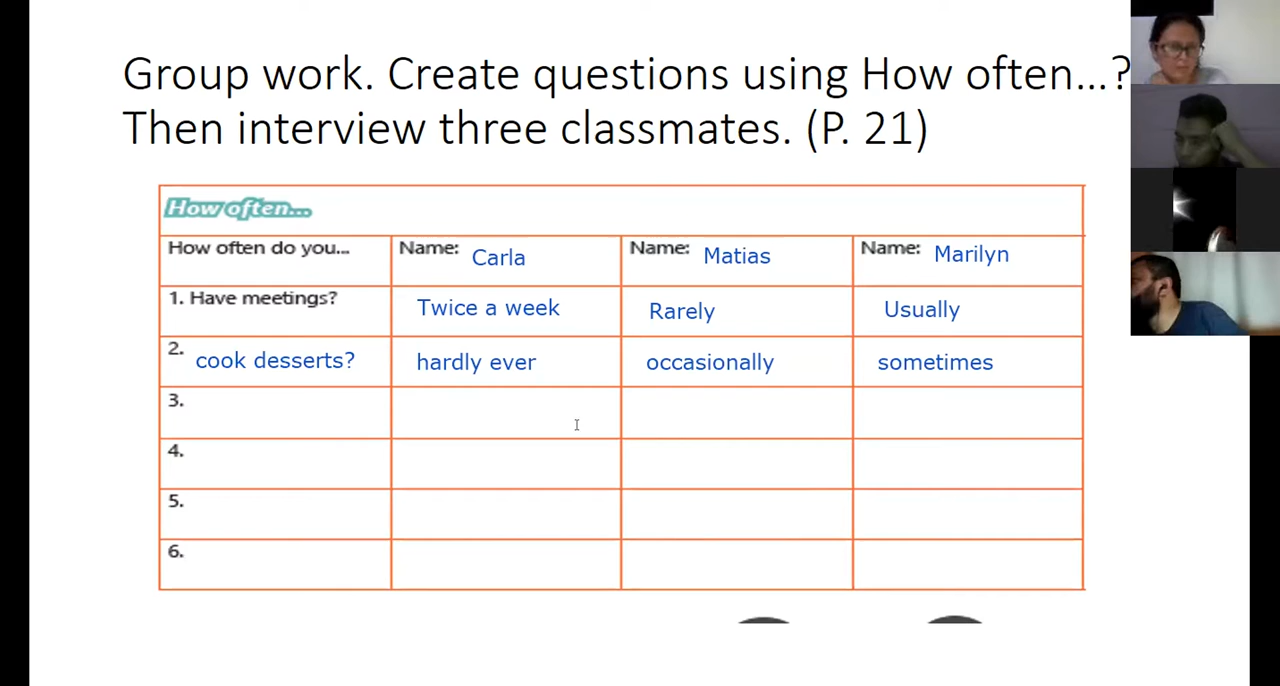 Group work. Create questions using How often...?
Then interview three classmates. (P. 21)
How often...
How often do you... Name: Carla Name: Matias Name: Marilyn
1. Have meetings? Twice a week Rarely Usually
2. cook desserts? hardly ever occasionally sometimes
3.
4.
5.
6.